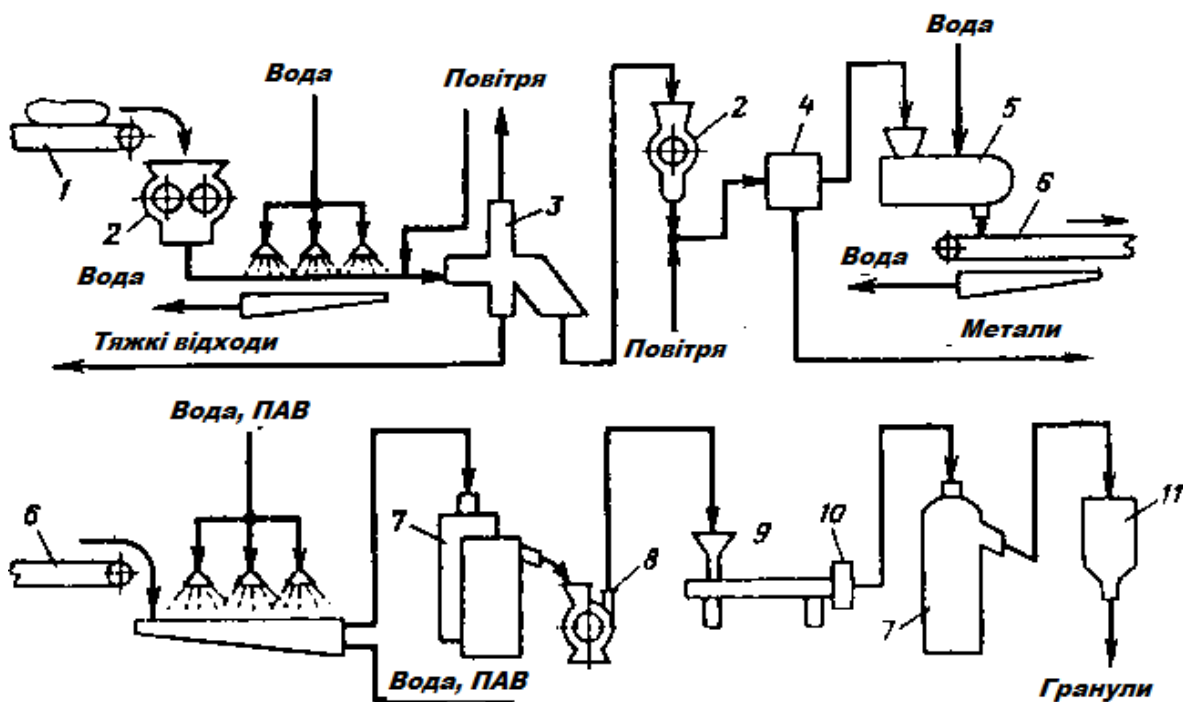 Вода
Повітря
Вода
1
2
3
2
4
5
6
Вода
Вода
Тяжкі відходи
Повітря
Метали
Вода, ПАВ
6
7
8
9
10
7
11
Вода, ПАВ
Гранули